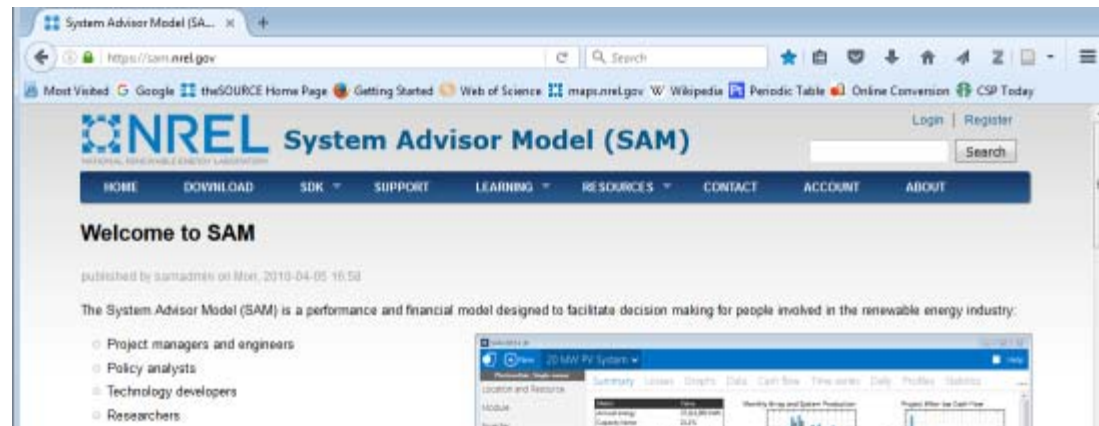 System Advisor Model (SA... × +
https://sam.nrel.gov Search
Most Visited Google theSOURCE Home Page Getting Started Web of Science maps.nrel.gov Wikipedia Periodic Table Online Conversion CSP Today
Login | Register
NREL System Advisor Model (SAM)
NATIONAL RENEWABLE ENERGY LABORATORY
Search
HOME DOWNLOAD SDK SUPPORT LEARNING RESOURCES CONTACT ACCOUNT ABOUT
Welcome to SAM
published by samadmin on Mon, 2010-04-05 16:58
The System Advisor Model (SAM) is a performance and financial model designed to facilitate decision making for people involved in the renewable energy industry:
Project managers and engineers
Policy analysts
Technology developers
Researchers
New 20 MW PV System Help
Location and Resource
Module
Summary Losses Graphs Data Cash flow Time series Daily Profiles Statistics
Metric Value
Annual energy
Monthly Array and System Production
Project After-tax Cash Flow